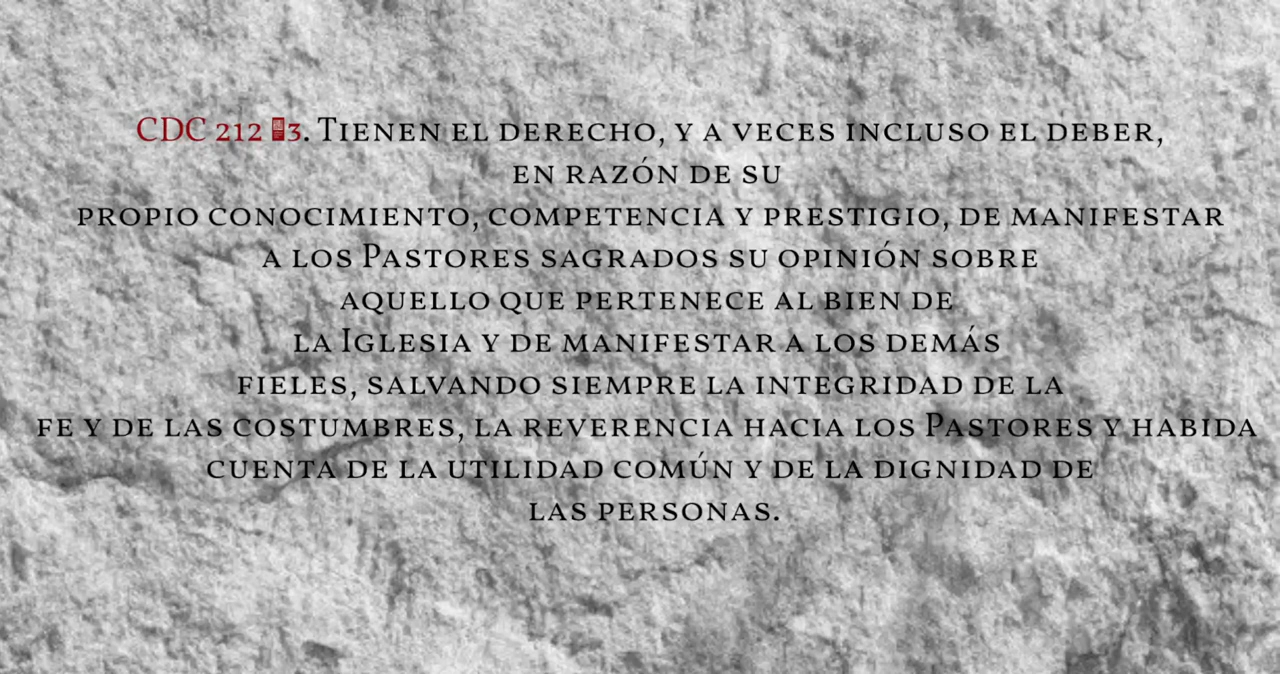 CDC 212 3. Tienen el derecho, y a veces incluso el deber,
en razón de su
propio conocimiento, competencia y prestigio, de manifestar
a los Pastores sagrados su opinión sobre
aquello que pertenece al bien de
la Iglesia y de manifestar a los demás
fieles, salvando siempre la integridad de la
fe y de las costumbres, la reverencia hacia los Pastores y habida
cuenta de la utilidad común y de la dignidad de
las personas.